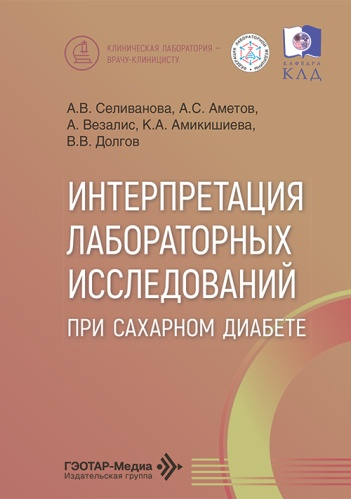 КЛИНИЧЕСКАЯ ЛАБОРАТОРИЯ –
ВРАЧУ-КЛИНИЦИСТУ
КАФЕДРА
КЛД
А.В. Селиванова, А.С. Аметов,
А. Везалис, К.А. Амикишиева,
В.В. Долгов
ИНТЕРПРЕТАЦИЯ
ЛАБОРАТОРНЫХ
ИССЛЕДОВАНИЙ
ПРИ САХАРНОМ ДИАБЕТЕ
ГЭОТАР-Медиа
Издательская группа